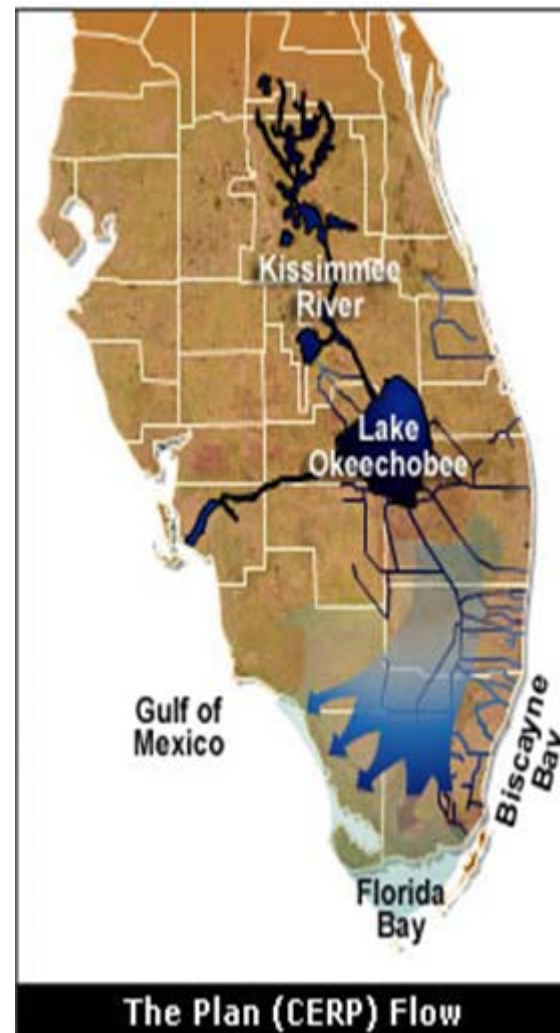 Kissimmee
River
Lake
Okeechobee
Gulf of
Mexico
Biscayne
Bay
Florida
Bay
The Plan (CERP) Flow